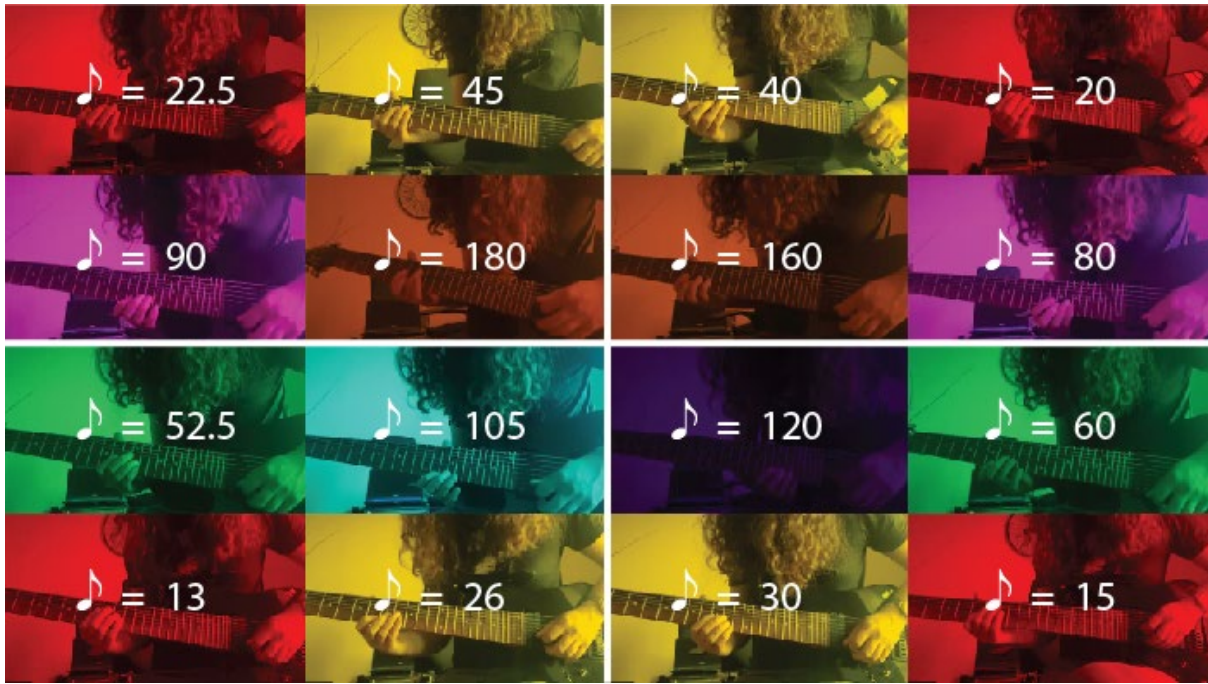 ♪ = 22.5
♪ = 45
♪ = 40
♪ = 20
♪ = 90
♪ = 180
♪ = 160
♪ = 80
♪ = 52.5
♪ = 105
♪ = 120
♪ = 60
♪ = 13
♪ = 26
♪ = 30
♪ = 15